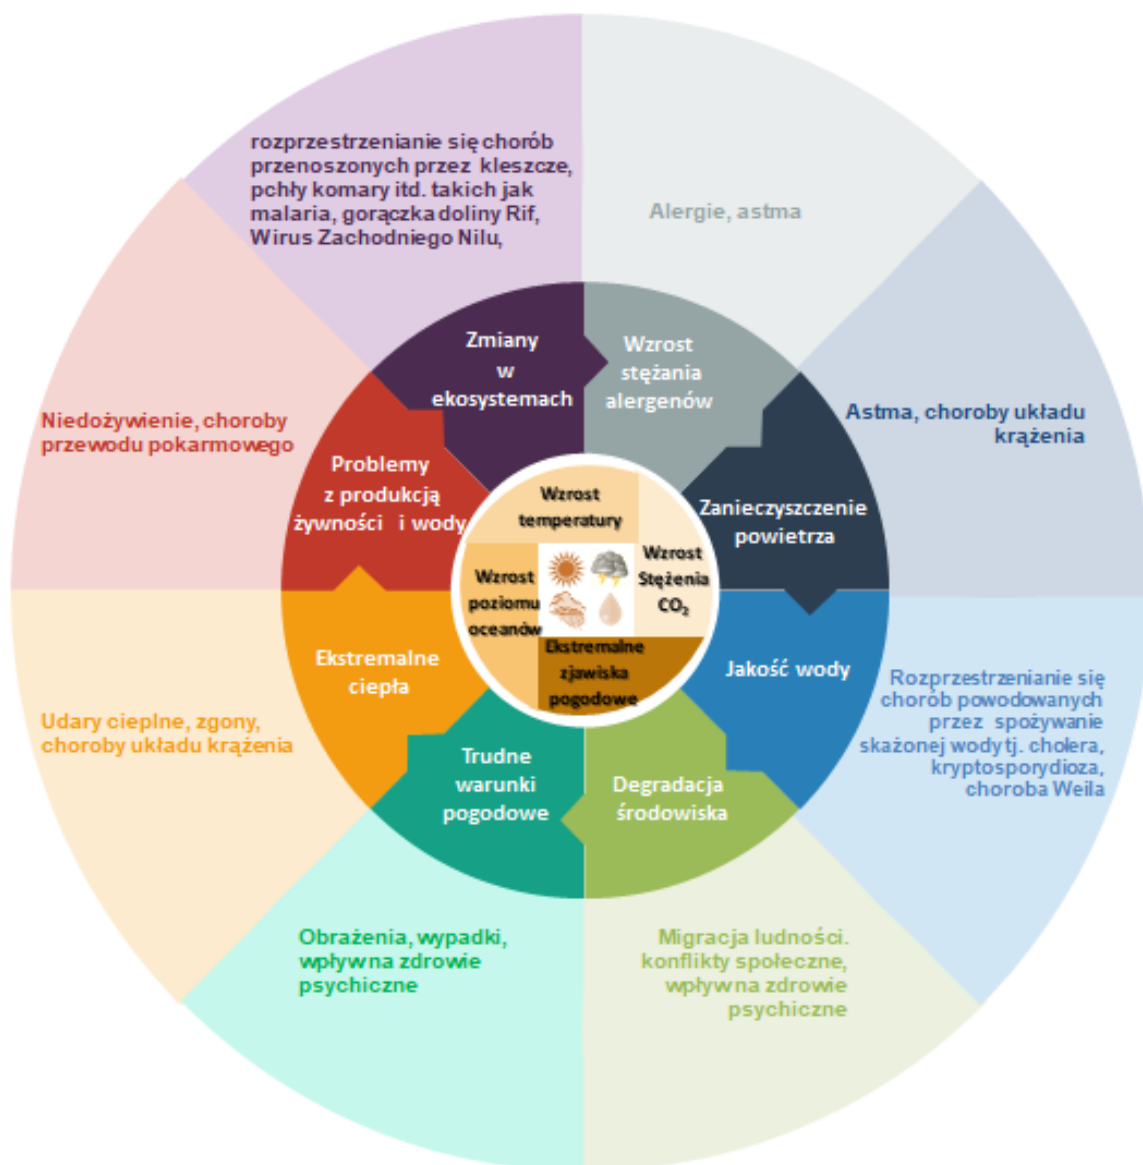 rozprzestrzenianie się chorób
przenoszonych przez kleszcze,
pchły komary itd. takich jak
malaria, gorączka doliny Rif,
Wirus Zachodniego Nilu,
Alergie, astma
Astma, choroby układu
krążenia
Rozprzestrzenianie się
chorób powodowanych
przez spożywanie
skażonej wody tj. cholera,
kryptosporydioza,
choroba Weila
Migracja ludności.
konflikty społeczne,
wpływ na zdrowie
psychiczne
Obrażenia, wypadki,
wpływ na zdrowie
psychiczne
Udary cieplne, zgony,
choroby układu krążenia
Niedożywienie, choroby
przewodu pokarmowego
Zmiany
w
ekosystemach
Wzrost
stężania
alergenów
Zanieczyszczenie
powietrza
Jakość wody
Degradacja
środowiska
Trudne
warunki
pogodowe
Ekstremalne
ciepła
Problemy
z produkcją
żywności i wody
Wzrost
temperatury
Wzrost
Stężenia
CO₂
Ekstremalne
zjawiska
pogodowe
Wzrost
poziomu
oceanów